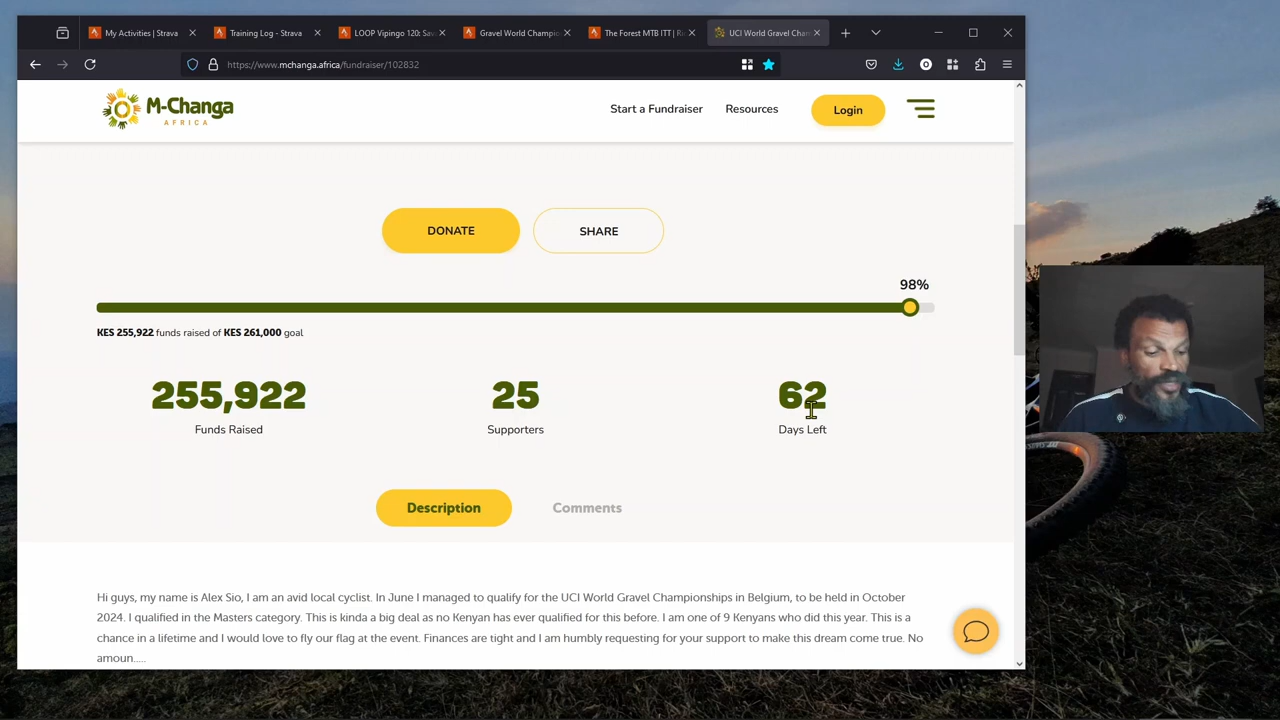 My Activities | Strava
Training Log - Strava
LOOP Vipingo 120: Sav
Gravel World Champio
The Forest MTB ITT | Ri
UCI World Gravel Cham
https://www.mchanga.africa/fundraiser/102832
M-Changa
AFRICA
Start a Fundraiser
Resources
Login
DONATE
SHARE
98%
KES 255,922 funds raised of KES 261,000 goal
255,922
25
62
Funds Raised
Supporters
Days Left
Description
Comments
Hi guys, my name is Alex Sio, I am an avid local cyclist. In June I managed to qualify for the UCI World Gravel Championships in Belgium, to be held in October
2024. I qualified in the Masters category. This is kinda a big deal as no Kenyan has ever qualified for this before. I am one of 9 Kenyans who did this year. This is a
chance in a lifetime and I would love to fly our flag at the event. Finances are tight and I am humbly requesting for your support to make this dream come true. No
amoun.....